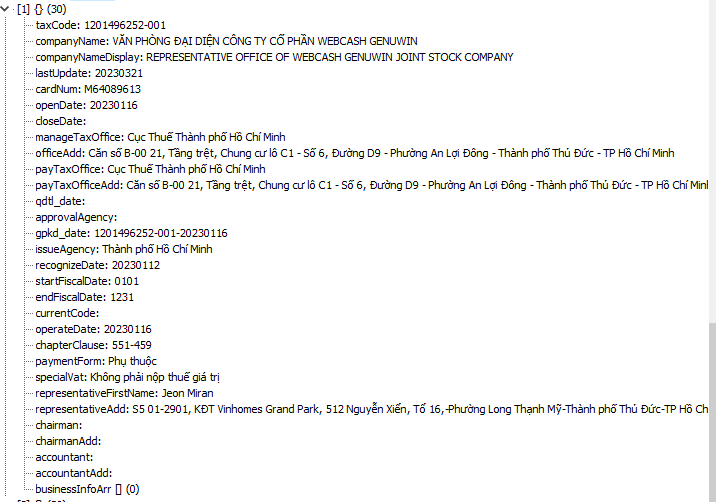 [1] {} (30)
taxCode: 1201496252-001
companyName: VĂN PHÒNG ĐẠI DIỆN CÔNG TY CỔ PHẦN WEBCASH GENUWIN
companyNameDisplay: REPRESENTATIVE OFFICE OF WEBCASH GENUWIN JOINT STOCK COMPANY
lastUpdate: 20230321
cardNum: M64089613
openDate: 20230116
closeDate:
manageTaxOffice: Cục Thuế Thành phố Hồ Chí Minh
officeAdd: Căn số B-00 21, Tầng trệt, Chung cư lô C1 - Số 6, Đường D9 - Phường An Lợi Đông - Thành phố Thủ Đức - TP Hồ Chí Minh
payTaxOffice: Cục Thuế Thành phố Hồ Chí Minh
payTaxOfficeAdd: Căn số B-00 21, Tầng trệt, Chung cư lô C1 - Số 6, Đường D9 - Phường An Lợi Đông - Thành phố Thủ Đức - TP Hồ Chí Minh
qdtl_date:
approvalAgency:
gpkd_date: 1201496252-001-20230116
issueAgency: Thành phố Hồ Chí Minh
recognizeDate: 20230112
startFiscalDate: 0101
endFiscalDate: 1231
currentCode:
operateDate: 20230116
chapterClause: 551-459
paymentForm: Phụ thuộc
specialVat: Không phải nộp thuế giá trị
representativeFirstName: Jeon Miran
representativeAdd: S5 01-2901, KĐT Vinhomes Grand Park, 512 Nguyễn Xiển, Tổ 16,-Phường Long Thạnh Mỹ-Thành phố Thủ Đức-TP Hồ Ch
chairman:
chairmanAdd:
accountant:
accountantAdd:
businessInfoArr [] (0)